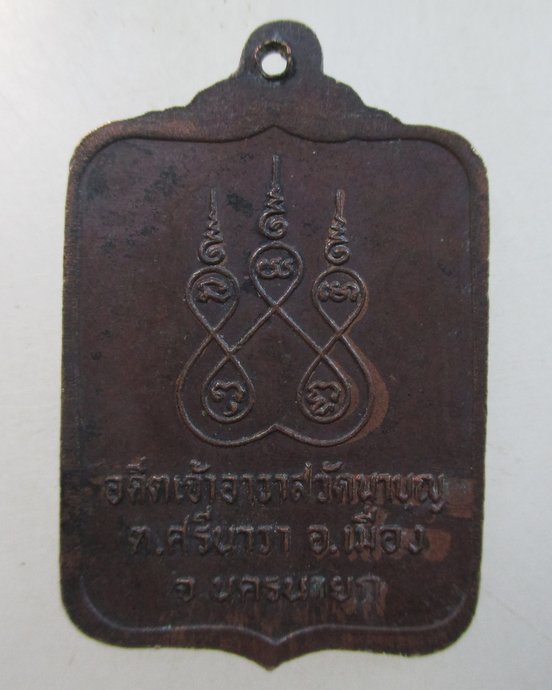 อดีตเจ้าอาวาสวัดนาบุญ
ต.ศรีนาวา อ.เมือง
จ.นครนายก